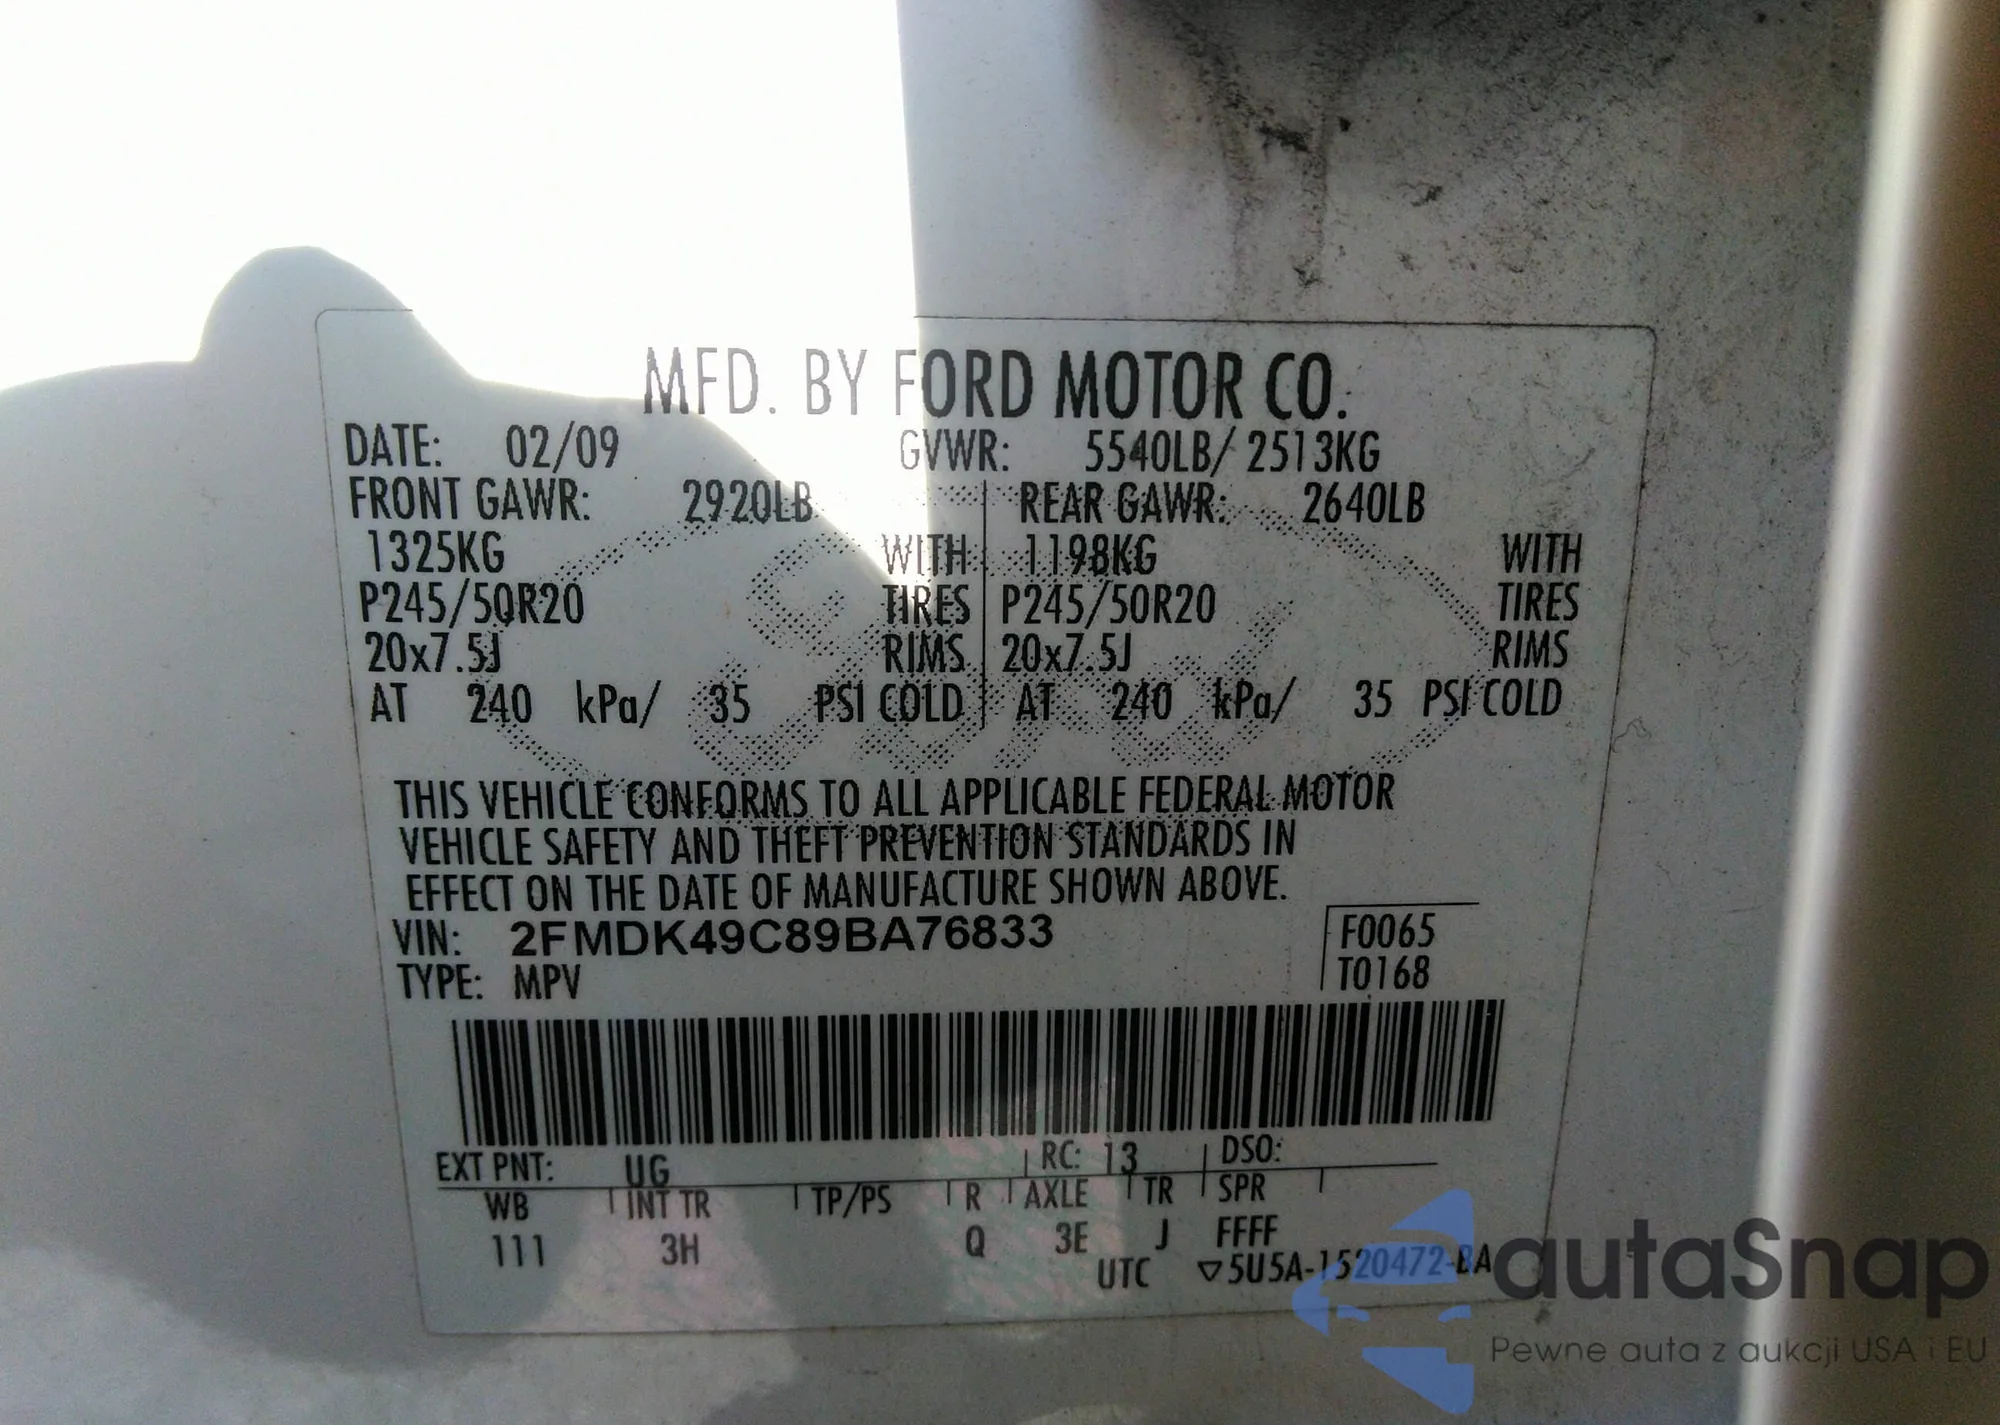 MFD. BY FORD MOTOR CO.
DATE: 02/09 GVWR: 5540LB/ 2513KG
FRONT GAWR: 2920LB REAR GAWR: 2640LB
1325KG WITH 1198KG WITH
P245/50R20 TIRES P245/50R20 TIRES
20x7.5J RIMS 20x7.5J RIMS
AT 240 kPa/ 35 PSI COLD AT 240 kPa/ 35 PSI COLD
THIS VEHICLE CONFORMS TO ALL APPLICABLE FEDERAL MOTOR
VEHICLE SAFETY AND THEFT PREVENTION STANDARDS IN
EFFECT ON THE DATE OF MANUFACTURE SHOWN ABOVE.
VIN: 2FMDK49C89BA76833 F0065
TYPE: MPV T0168
EXT PNT: UG RC: 13 DSO:
WB INT TR TP/PS R AXLE TR SPR
111 3H Q 3E J FFFF
UTC ▽5U5A-1520472-BA
autaSnap
Pewne auta z aukcji USA i EU